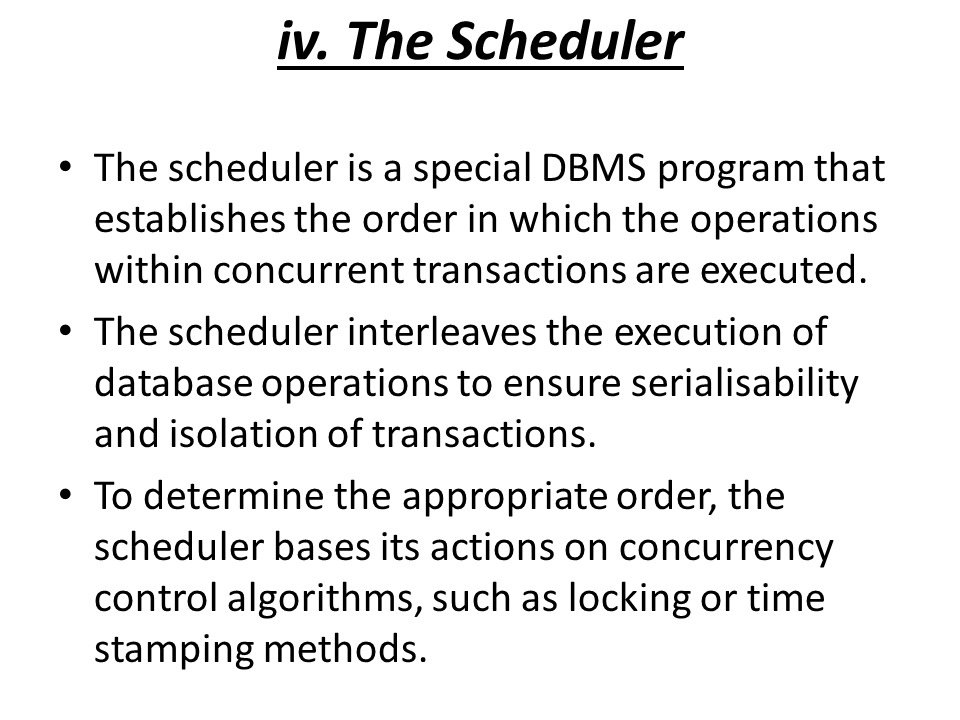 iv. The Scheduler
• The scheduler is a special DBMS program that
establishes the order in which the operations
within concurrent transactions are executed.
• The scheduler interleaves the execution of
database operations to ensure serialisability
and isolation of transactions.
• To determine the appropriate order, the
scheduler bases its actions on concurrency
control algorithms, such as locking or time
stamping methods.